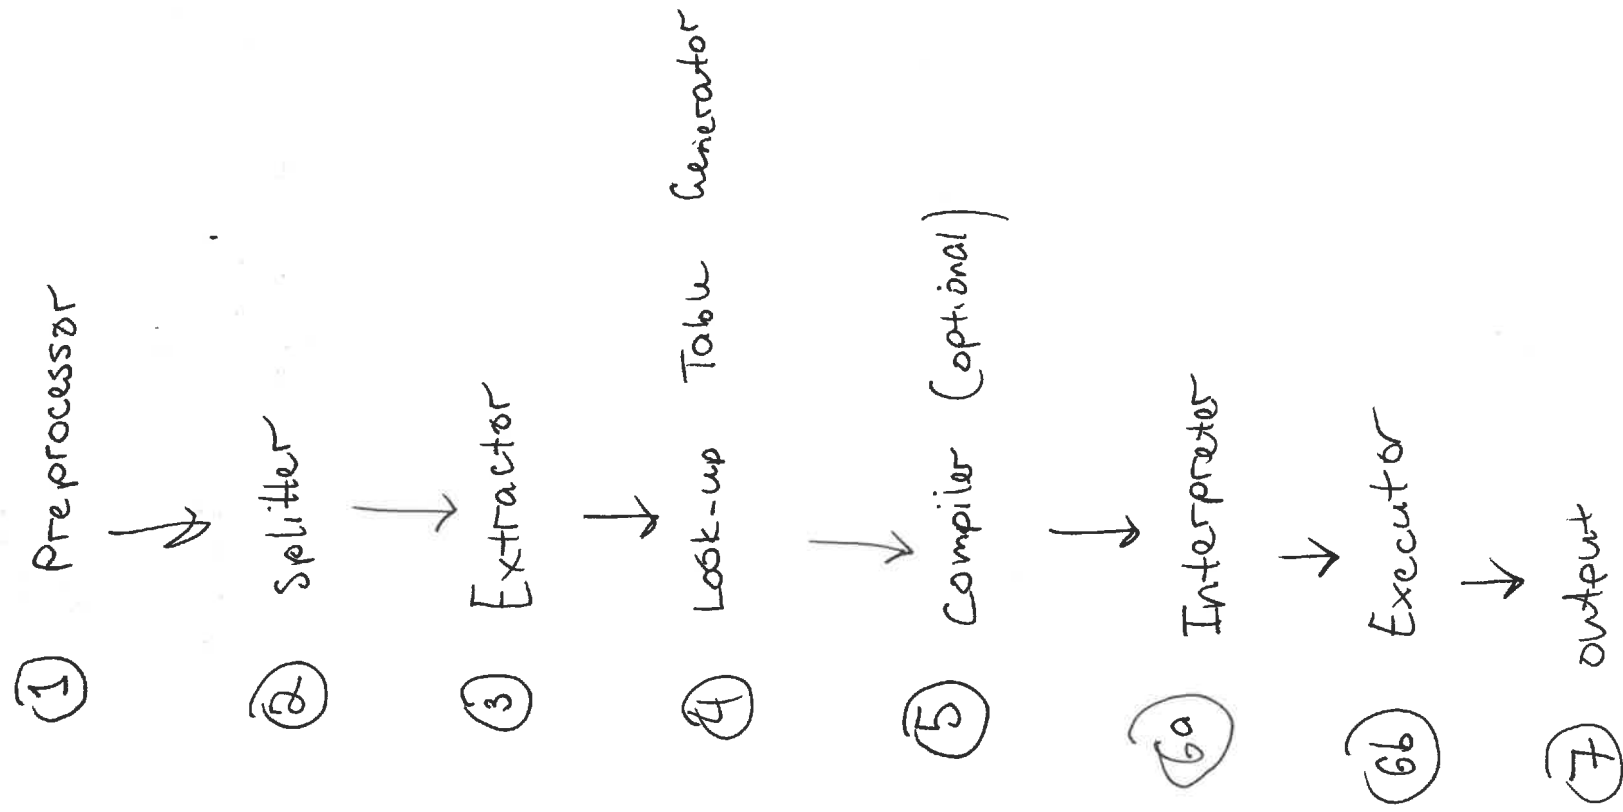 1 Preprocessor
2 Splitter
3 Extractor
4 Look-up Table Generator
5 Compiler (optional)
6a Interpreter
6b Executor
7 output